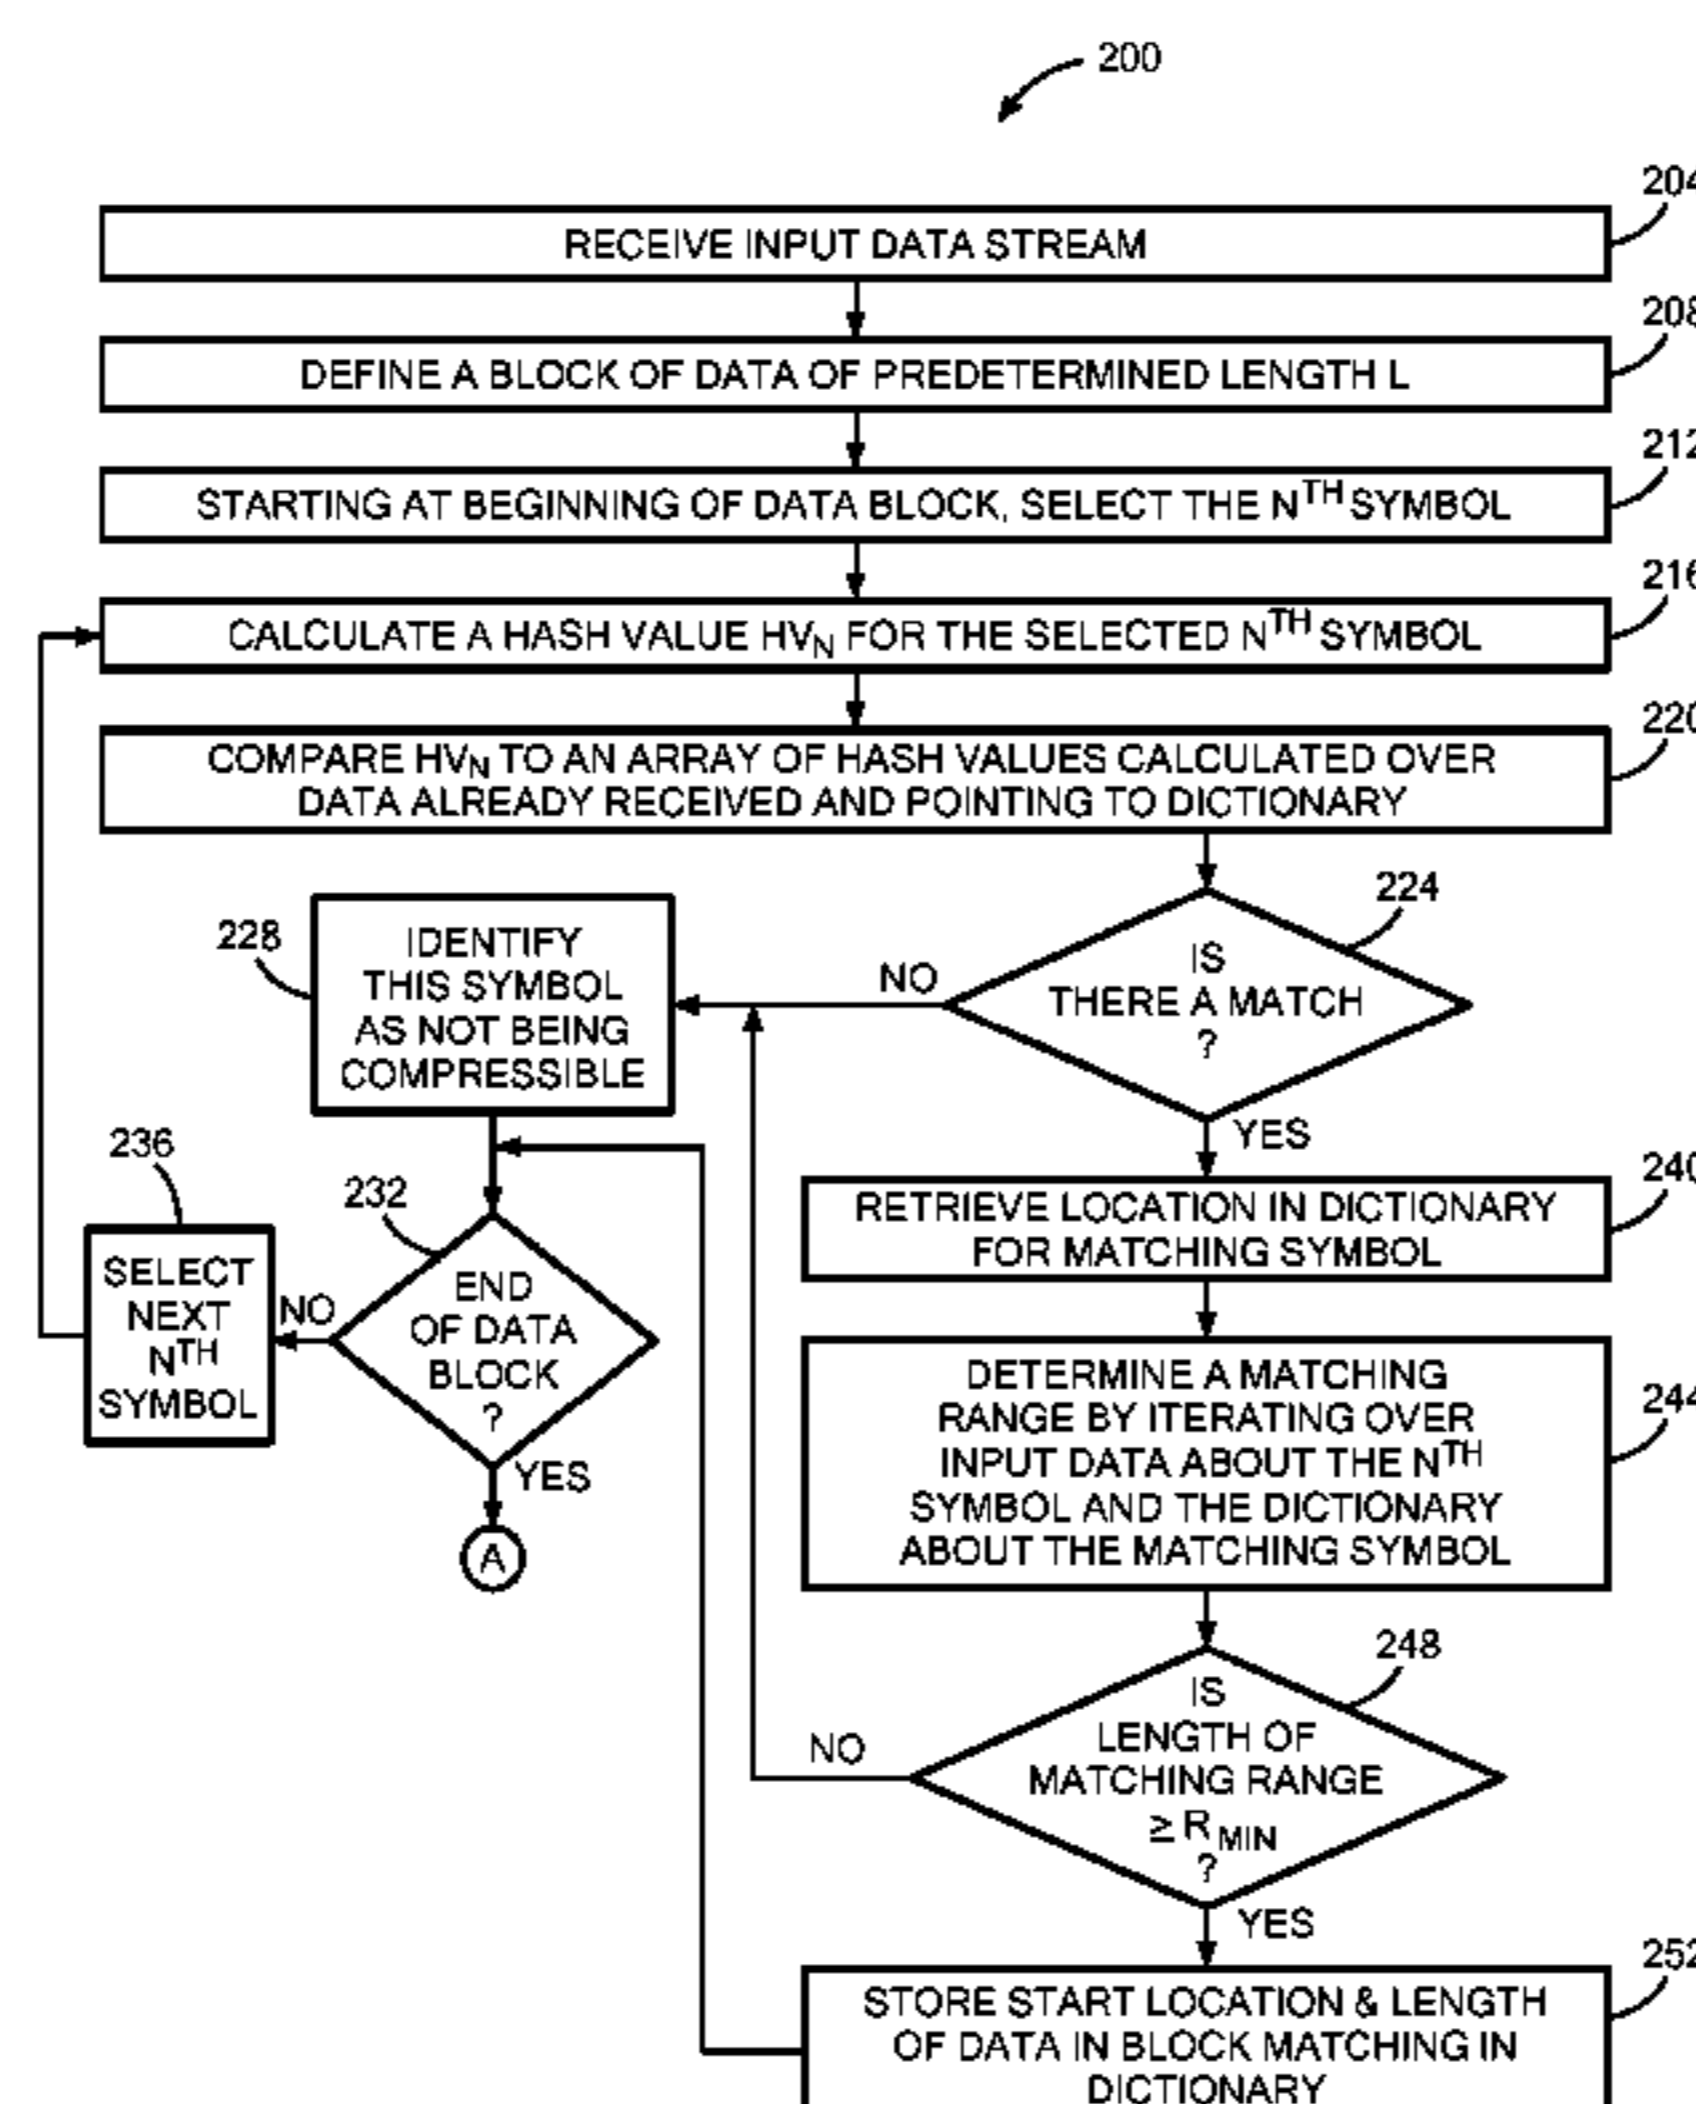 200
204
RECEIVE INPUT DATA STREAM
208
DEFINE A BLOCK OF DATA OF PREDETERMINED LENGTH L
212
STARTING AT BEGINNING OF DATA BLOCK, SELECT THE NTH SYMBOL
216
CALCULATE A HASH VALUE HVN FOR THE SELECTED NTH SYMBOL
220
COMPARE HVN TO AN ARRAY OF HASH VALUES CALCULATED OVER
DATA ALREADY RECEIVED AND POINTING TO DICTIONARY
224
IS
THERE A MATCH
?
NO
YES
228
IDENTIFY
THIS SYMBOL
AS NOT BEING
COMPRESSIBLE
236
SELECT
NEXT
NTH
SYMBOL
232
END
OF DATA
BLOCK
?
NO
YES
A
240
RETRIEVE LOCATION IN DICTIONARY
FOR MATCHING SYMBOL
244
DETERMINE A MATCHING
RANGE BY ITERATING OVER
INPUT DATA ABOUT THE NTH
SYMBOL AND THE DICTIONARY
ABOUT THE MATCHING SYMBOL
248
IS
LENGTH OF
MATCHING RANGE
≥ RMIN
?
NO
YES
252
STORE START LOCATION & LENGTH
OF DATA IN BLOCK MATCHING IN
DICTIONARY